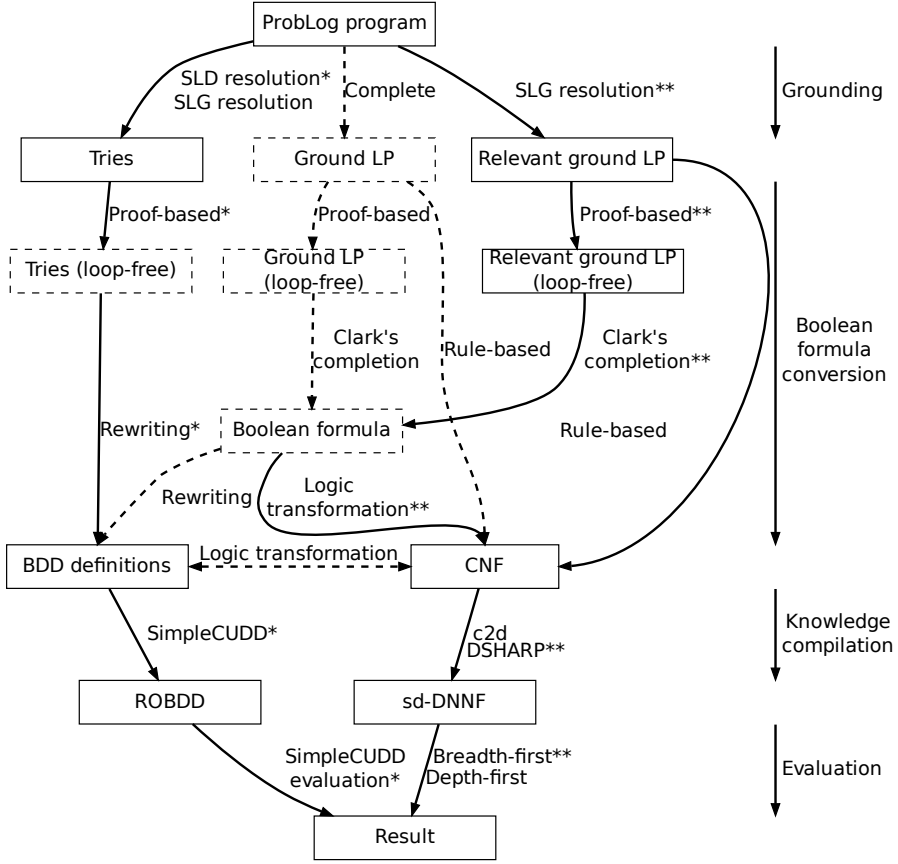 ProbLog program
SLD resolution*
SLG resolution
Complete
SLG resolution**
Grounding
Tries
Ground LP
Relevant ground LP
Proof-based*
Proof-based
Proof-based**
Tries (loop-free)
Ground LP
(loop-free)
Relevant ground LP
(loop-free)
Clark's
completion
Rule-based
Clark's
completion**
Boolean
formula
conversion
Rewriting*
Boolean formula
Rule-based
Rewriting
Logic
transformation**
BDD definitions
Logic transformation
CNF
SimpleCUDD*
c2d
DSHARP**
Knowledge
compilation
ROBDD
sd-DNNF
SimpleCUDD
evaluation*
Breadth-first**
Depth-first
Evaluation
Result